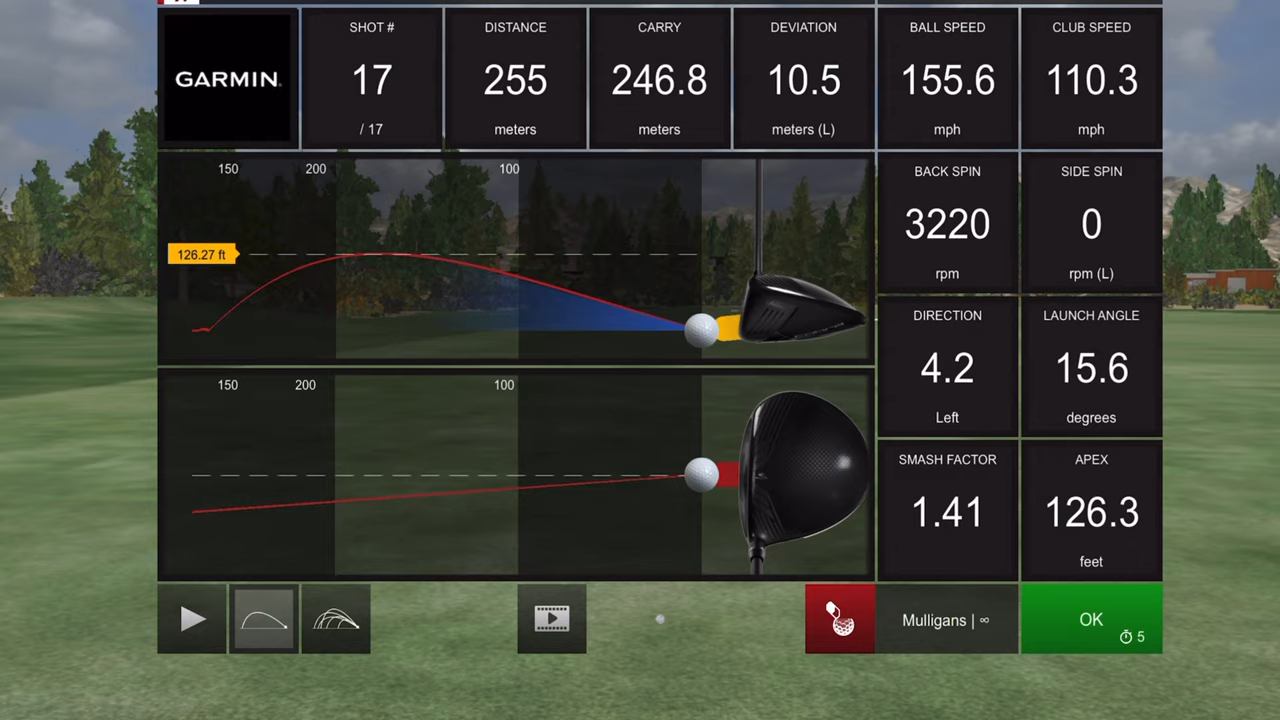 SHOT # DISTANCE CARRY DEVIATION BALL SPEED CLUB SPEED
GARMIN 17 255 246.8 10.5 155.6 110.3
/ 17 meters meters meters (L) mph mph
150 200 100
BACK SPIN SIDE SPIN
3220 0
rpm rpm (L)
126.27 ft
DIRECTION LAUNCH ANGLE
4.2 15.6
Left degrees
150 200 100
SMASH FACTOR APEX
1.41 126.3
feet
Mulligans | ∞
OK
5